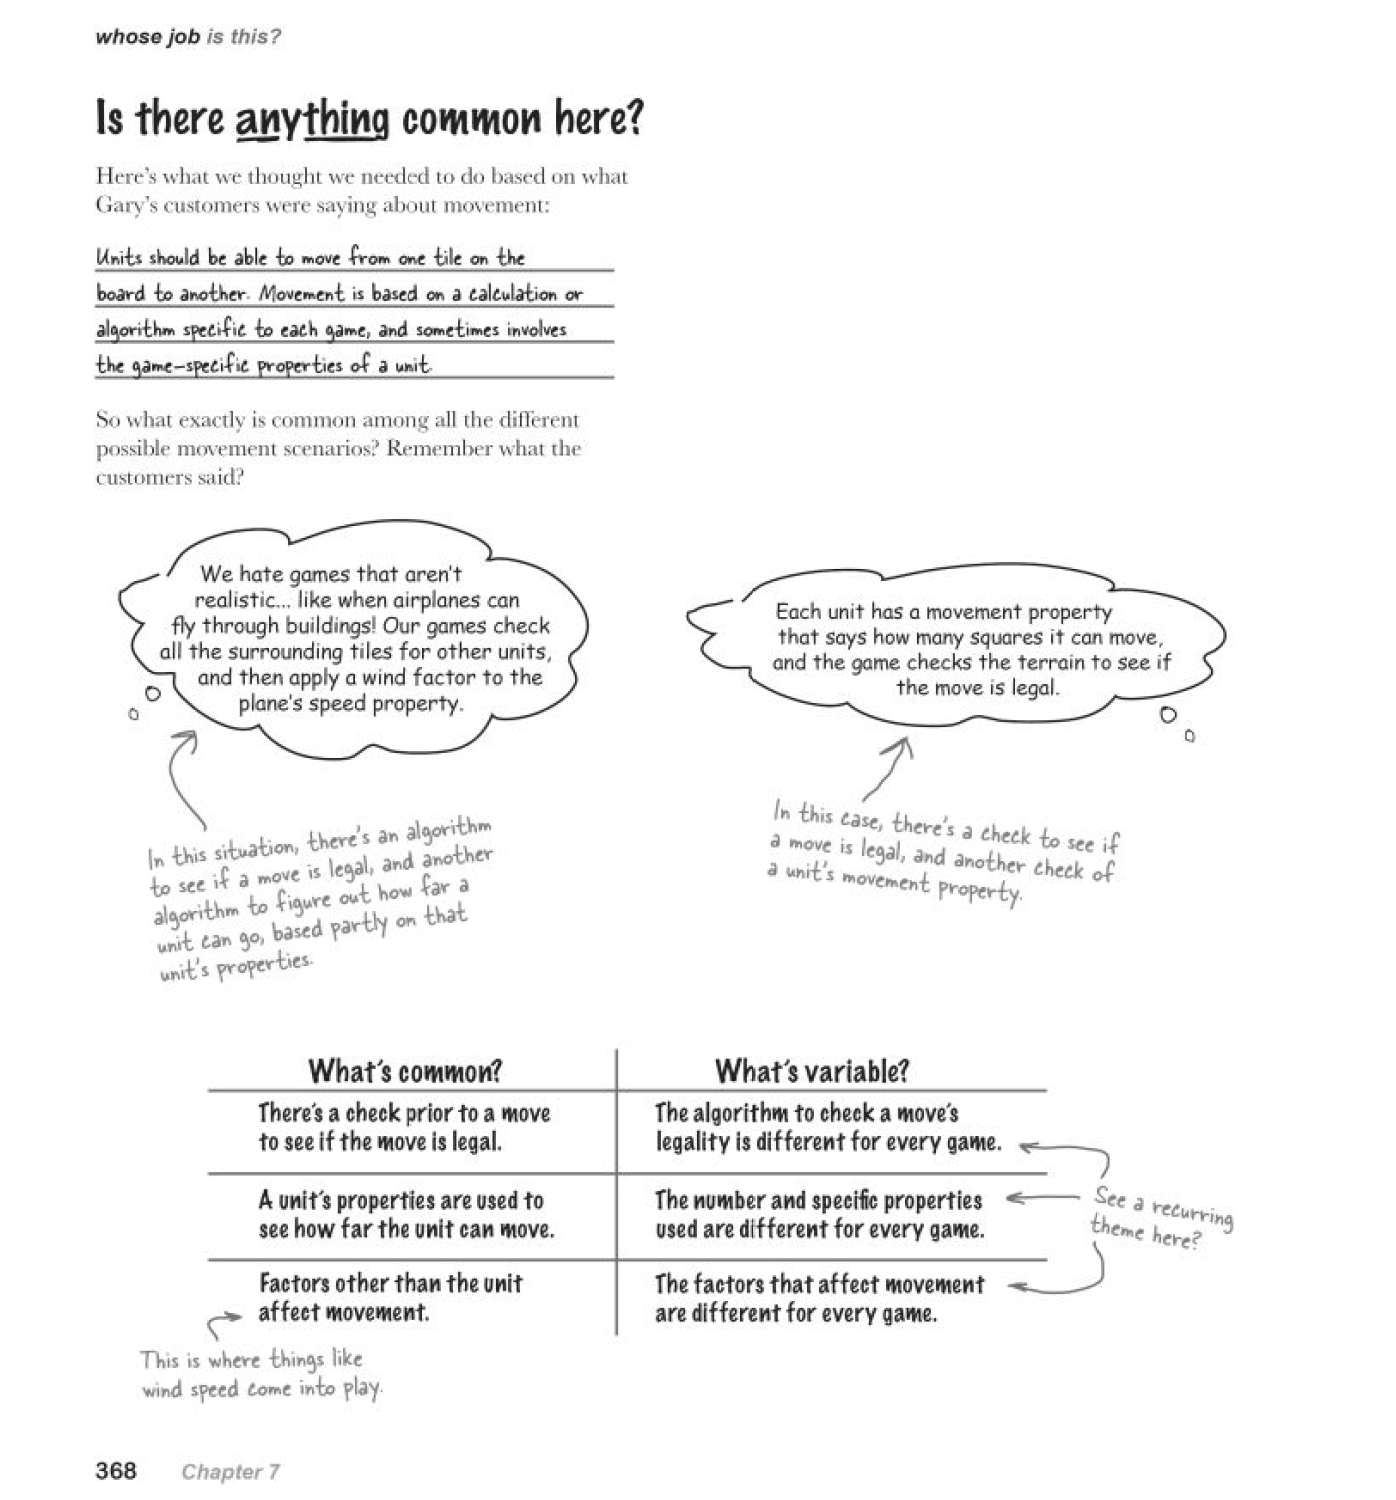 whose job is this?
Is there anything common here?
Here's what we thought we needed to do based on what
Gary's customers were saying about movement:
Units should be able to move from one tile on the
board to another. Movement is based on a calculation or
algorithm specific to each game, and sometimes involves
the game-specific properties of a unit.
So what exactly is common among all the different
possible movement scenarios? Remember what the
customers said?
We hate games that aren't
realistic... like when airplanes can
fly through buildings! Our games check
all the surrounding tiles for other units,
and then apply a wind factor to the
plane's speed property.
Each unit has a movement property
that says how many squares it can move,
and the game checks the terrain to see if
the move is legal.
In this situation, there's an algorithm
to see if a move is legal, and another
algorithm to figure out how far a
unit can go, based partly on that
unit's properties.
In this case, there's a check to see if
a move is legal, and another check of
a unit's movement property.
What's common?
What's variable?
There's a check prior to a move
to see if the move is legal.
The algorithm to check a move's
legality is different for every game.
A unit's properties are used to
see how far the unit can move.
The number and specific properties
used are different for every game.
See a recurring
theme here?
Factors other than the unit
affect movement.
The factors that affect movement
are different for every game.
This is where things like
wind speed come into play.
368 Chapter 7